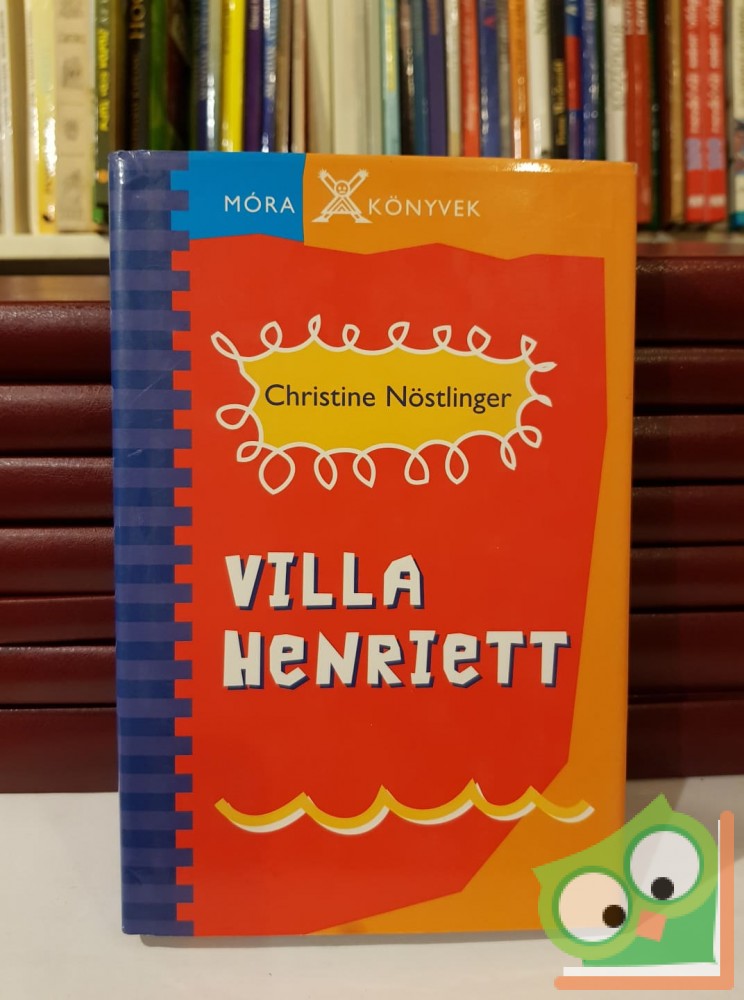 MÓRA KÖNYVEK
Christine Nöstlinger
VILLA
HENRIETT